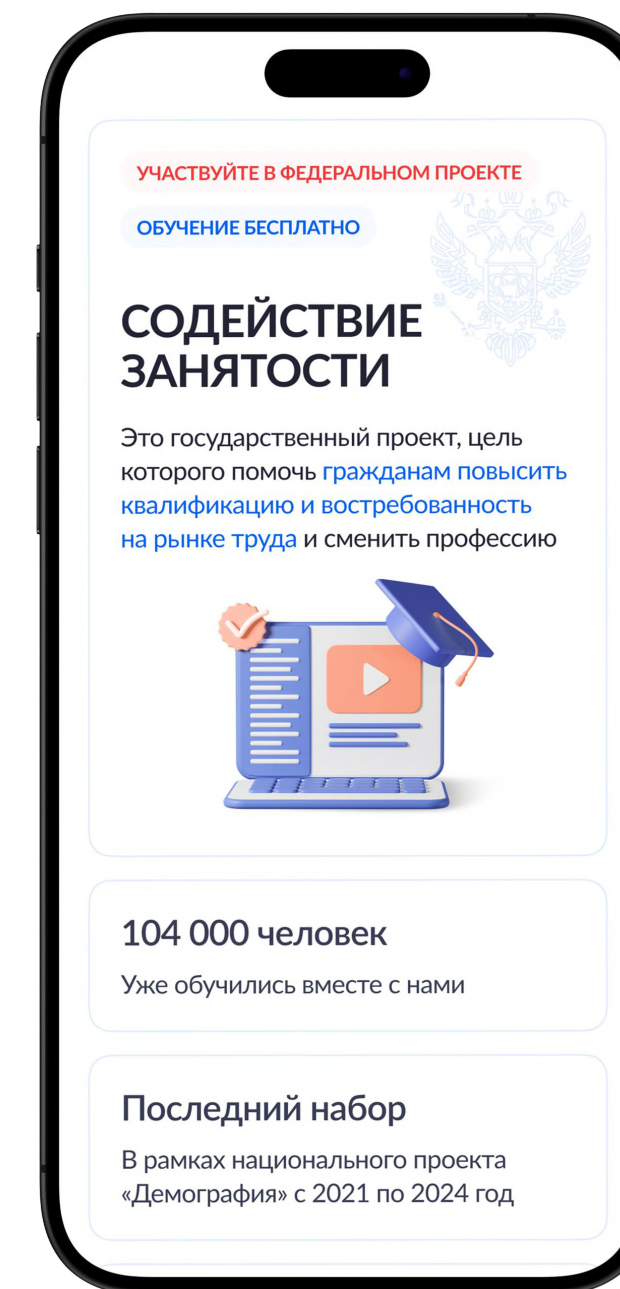 УЧАСТВУЙТЕ В ФЕДЕРАЛЬНОМ ПРОЕКТЕ
ОБУЧЕНИЕ БЕСПЛАТНО
СОДЕЙСТВИЕ
ЗАНЯТОСТИ
Это государственный проект, цель
которого помочь гражданам повысить
квалификацию и востребованность
на рынке труда и сменить профессию
104 000 человек
Уже обучились вместе с нами
Последний набор
В рамках национального проекта
«Демография» с 2021 по 2024 год